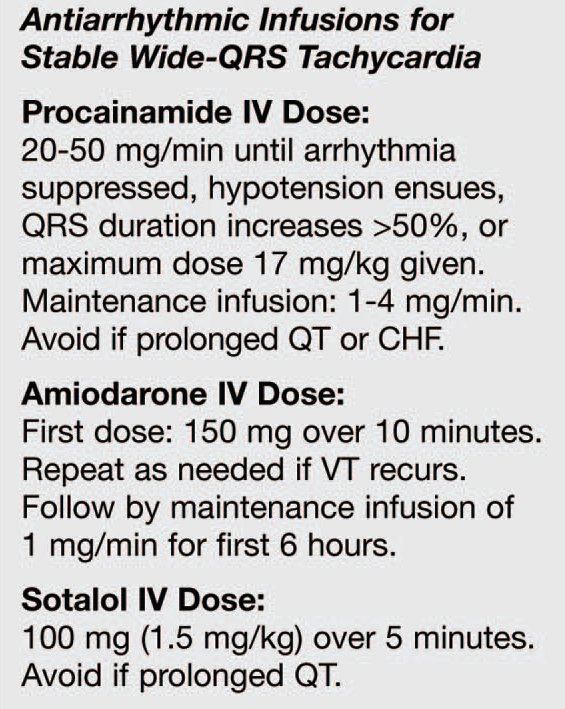 Antiarrhythmic Infusions for
Stable Wide-QRS Tachycardia
Procainamide IV Dose:
20-50 mg/min until arrhythmia
suppressed, hypotension ensues,
QRS duration increases >50%, or
maximum dose 17 mg/kg given.
Maintenance infusion: 1-4 mg/min.
Avoid if prolonged QT or CHF.
Amiodarone IV Dose:
First dose: 150 mg over 10 minutes.
Repeat as needed if VT recurs.
Follow by maintenance infusion of
1 mg/min for first 6 hours.
Sotalol IV Dose:
100 mg (1.5 mg/kg) over 5 minutes.
Avoid if prolonged QT.